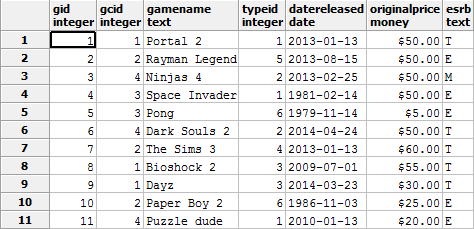 gid gcid gamename typeid datereleased originalprice esrb
integer integer text integer date money text
1 1 1 Portal 2 1 2013-01-13 $50.00 T
2 2 2 Rayman Legend 5 2013-08-15 $50.00 E
3 3 4 Ninjas 4 2 2013-02-25 $50.00 M
4 4 3 Space Invader 1 1981-02-14 $50.00 E
5 5 3 Pong 6 1979-11-14 $5.00 E
6 6 4 Dark Souls 2 2 2014-04-24 $50.00 T
7 7 2 The Sims 3 4 2013-01-13 $60.00 T
8 8 1 Bioshock 2 3 2009-07-01 $55.00 T
9 9 1 Dayz 3 2014-03-23 $30.00 T
10 10 2 Paper Boy 2 6 1986-11-03 $25.00 E
11 11 4 Puzzle dude 1 2010-01-13 $20.00 E